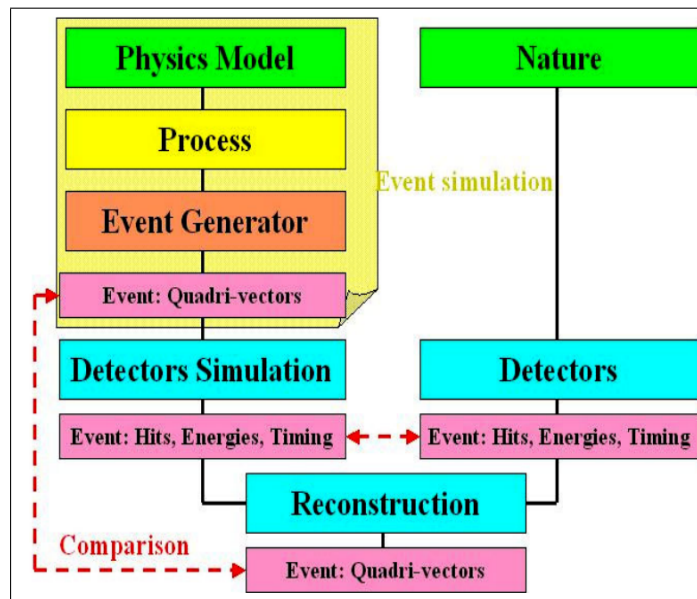 Physics Model
Nature
Process
Event simulation
Event Generator
Event: Quadri-vectors
Detectors Simulation
Detectors
Event: Hits, Energies, Timing
Event: Hits, Energies, Timing
Reconstruction
Comparison
Event: Quadri-vectors